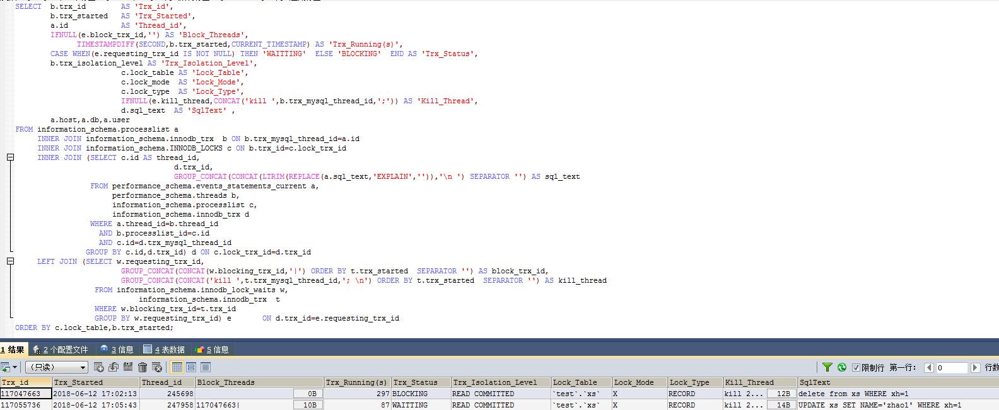 SELECT b.trx_id AS 'Trx_id',
b.trx_started AS 'Trx_Started',
a.id AS 'Thread_id',
IFNULL(e.block_trx_id,'') AS 'Block_Threads',
TIMESTAMPDIFF(SECOND,b.trx_started,CURRENT_TIMESTAMP) AS 'Trx_Running(s)',
CASE WHEN(e.requesting_trx_id IS NOT NULL) THEN 'WAITTING' ELSE 'BLOCKING' END AS 'Trx_Status',
b.trx_isolation_level AS 'Trx_Isolation_Level',
c.lock_table AS 'Lock_Table',
c.lock_mode AS 'Lock_Mode',
c.lock_type AS 'Lock_Type',
IFNULL(e.kill_thread,CONCAT('kill ',b.trx_mysql_thread_id,';')) AS 'Kill_Thread',
d.sql_text AS 'SqlText' ,
a.host,a.db,a.user
FROM information_schema.processlist a
INNER JOIN information_schema.innodb_trx b ON b.trx_mysql_thread_id=a.id
INNER JOIN information_schema.INNODB_LOCKS c ON b.trx_id=c.lock_trx_id
INNER JOIN (SELECT c.id AS thread_id,
d.trx_id,
GROUP_CONCAT(CONCAT(LTRIM(REPLACE(a.sql_text,'EXPLAIN','')),'\n ') SEPARATOR '') AS sql_text
FROM performance_schema.events_statements_current a,
performance_schema.threads b,
information_schema.processlist c,
information_schema.innodb_trx d
WHERE a.thread_id=b.thread_id
AND b.processlist_id=c.id
AND c.id=d.trx_mysql_thread_id
GROUP BY c.id,d.trx_id) d ON c.lock_trx_id=d.trx_id
LEFT JOIN (SELECT w.requesting_trx_id,
GROUP_CONCAT(CONCAT(w.blocking_trx_id,'|') ORDER BY t.trx_started SEPARATOR '') AS block_trx_id,
GROUP_CONCAT(CONCAT('kill ',t.trx_mysql_thread_id,'; \n') ORDER BY t.trx_started SEPARATOR '') AS kill_thread
FROM information_schema.innodb_lock_waits w,
information_schema.innodb_trx t
WHERE w.blocking_trx_id=t.trx_id
GROUP BY w.requesting_trx_id) e ON d.trx_id=e.requesting_trx_id
ORDER BY c.lock_table,b.trx_started;
1 结果 2 个配置文件 3 信息 4 表数据 5 信息
（只读） 限制行 第一行: 0 行数
Trx_id Trx_Started Thread_id Block_Threads Trx_Running(s) Trx_Status Trx_Isolation_Level Lock_Table Lock_Mode Lock_Type Kill_Thread SqlText
117047663 2018-06-12 17:02:13 245698 0B 297 BLOCKING READ COMMITTED `test`.`xs` X RECORD kill 2... 12B delete from xs WHERE xh=1
117055736 2018-06-12 17:05:43 247958 117047663| 10B 87 WAITTING READ COMMITTED `test`.`xs` X RECORD kill 2... 14B UPDATE xs SET NAME='zhao1' WHERE xh=1